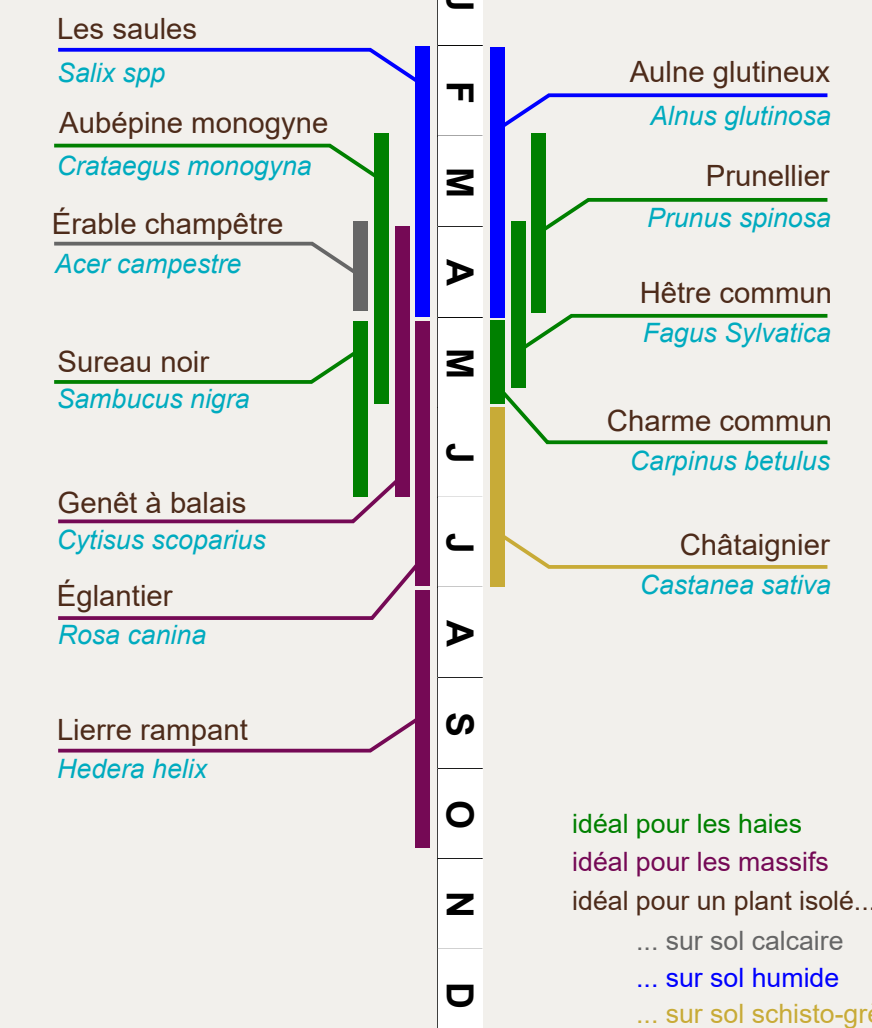 Les saules
Salix spp
Aubépine monogyne
Crataegus monogyna
Érable champêtre
Acer campestre
Sureau noir
Sambucus nigra
Genêt à balais
Cytisus scoparius
Églantier
Rosa canina
Lierre rampant
Hedera helix
J
F
M
A
M
J
J
A
S
O
N
D
Aulne glutineux
Alnus glutinosa
Prunellier
Prunus spinosa
Hêtre commun
Fagus Sylvatica
Charme commun
Carpinus betulus
Châtaignier
Castanea sativa
idéal pour les haies
idéal pour les massifs
idéal pour un plant isolé...
... sur sol calcaire
... sur sol humide
... sur sol